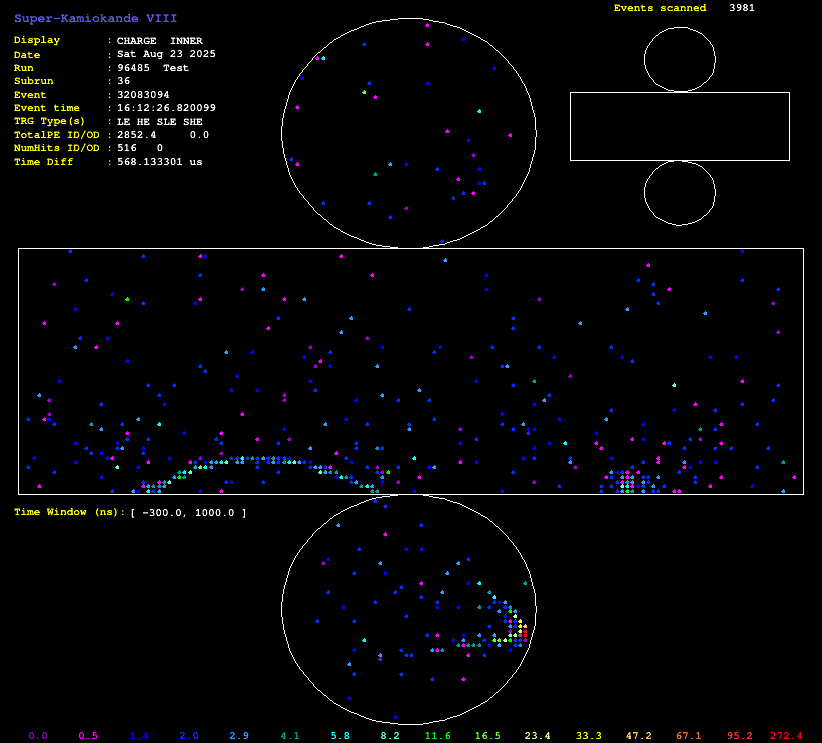 Super-Kamiokande VIII
Events scanned 3981
Display : CHARGE INNER
Date : Sat Aug 23 2025
Run : 96485 Test
Subrun : 36
Event : 32083094
Event time : 16:12:26.820099
TRG Type(s) : LE HE SLE SHE
TotalPE ID/OD : 2852.4 0.0
NumHits ID/OD : 516 0
Time Diff : 568.133301 us
Time Window (ns): [ -300.0, 1000.0 ]
0.0 0.5 1.4 2.0 2.9 4.1 5.8 8.2 11.6 16.5 23.4 33.3 47.2 67.1 95.2 272.4